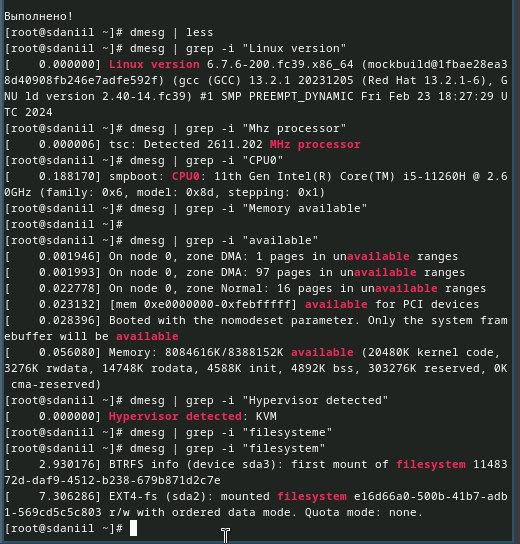 Выполнено!
[root@sdaniil ~]# dmesg | less
[root@sdaniil ~]# dmesg | grep -i "Linux version"
[    0.000000] Linux version 6.7.6-200.fc39.x86_64 (mockbuild@1fbae28ea3
8d40908fb246e7adfe592f) (gcc (GCC) 13.2.1 20231205 (Red Hat 13.2.1-6), G
NU ld version 2.40-14.fc39) #1 SMP PREEMPT_DYNAMIC Fri Feb 23 18:27:29 U
TC 2024
[root@sdaniil ~]# dmesg | grep -i "Mhz processor"
[    0.000006] tsc: Detected 2611.202 MHz processor
[root@sdaniil ~]# dmesg | grep -i "CPU0"
[    0.188170] smpboot: CPU0: 11th Gen Intel(R) Core(TM) i5-11260H @ 2.6
0GHz (family: 0x6, model: 0x8d, stepping: 0x1)
[root@sdaniil ~]# dmesg | grep -i "Memory available"
[root@sdaniil ~]#
[root@sdaniil ~]# dmesg | grep -i "available"
[    0.001946] On node 0, zone DMA: 1 pages in unavailable ranges
[    0.001993] On node 0, zone DMA: 97 pages in unavailable ranges
[    0.022778] On node 0, zone Normal: 16 pages in unavailable ranges
[    0.023132] [mem 0xe0000000-0xfebfffff] available for PCI devices
[    0.028396] Booted with the nomodeset parameter. Only the system fram
ebuffer will be available
[    0.056080] Memory: 8084616K/8388152K available (20480K kernel code,
3276K rwdata, 14748K rodata, 4588K init, 4892K bss, 303276K reserved, 0K
cma-reserved)
[root@sdaniil ~]# dmesg | grep -i "Hypervisor detected"
[    0.000000] Hypervisor detected: KVM
[root@sdaniil ~]# dmesg | grep -i "filesysteme"
[root@sdaniil ~]# dmesg | grep -i "filesystem"
[    2.930176] BTRFS info (device sda3): first mount of filesystem 11483
72d-daf9-4512-b238-679b871d2c7e
[    7.306286] EXT4-fs (sda2): mounted filesystem e16d66a0-500b-41b7-adb
1-569cd5c5c803 r/w with ordered data mode. Quota mode: none.
[root@sdaniil ~]#